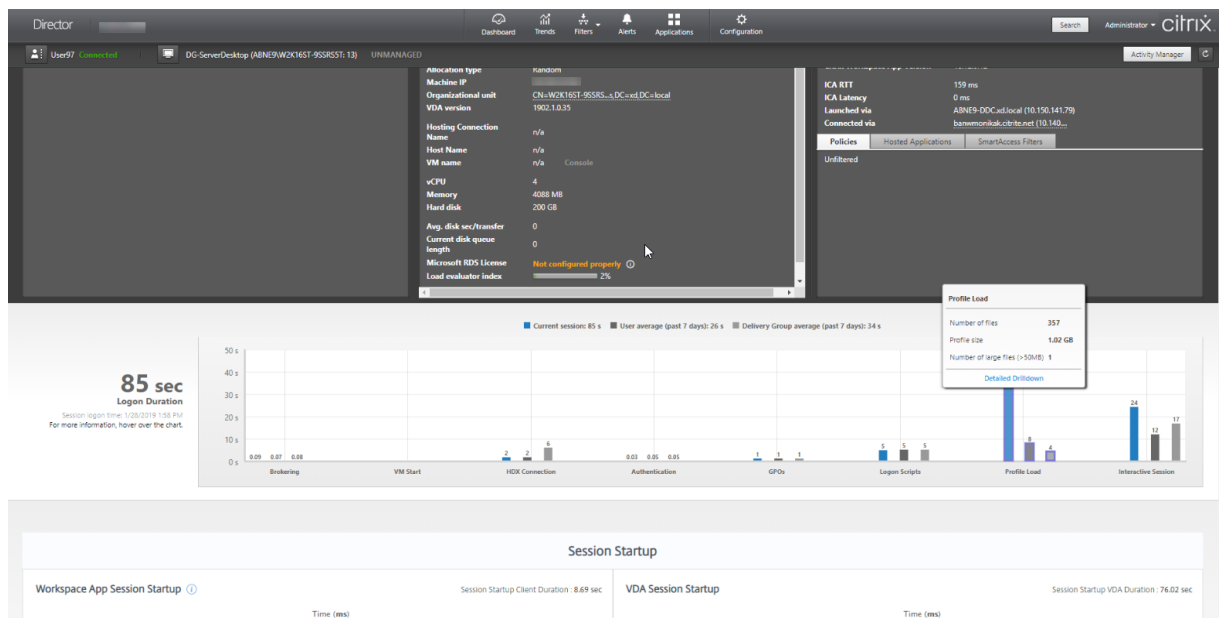 Director
Dashboard
Trends
Filters
Alerts
Applications
Configuration
Search
Administrator
citrix
User97 Connected
DG-ServerDesktop (ABNE9\W2K16ST-9SSRS5T: 13) UNMANAGED
Activity Manager
Allocation type Random
Machine IP
Organizational unit CN=W2K16ST-9SSRS...s,DC=xd,DC=local
VDA version 1902.1.0.35
Hosting Connection
Name n/a
Host Name n/a
VM name n/a Console
vCPU 4
Memory 4088 MB
Hard disk 200 GB
Avg. disk sec/transfer 0
Current disk queue
length 0
Microsoft RDS License Not configured properly
Load evaluator index 2%
ICA RTT 159 ms
ICA Latency 0 ms
Launched via ABNE9-DDC.xd.local (10.150.141.79)
Connected via banwmonikak.citrite.net (10.140....
Policies Hosted Applications SmartAccess Filters
Unfiltered
Current session: 85 s User average (past 7 days): 26 s Delivery Group average (past 7 days): 34 s
85 sec
Logon Duration
Session logon time: 1/28/2019 1:58 PM
For more information, hover over the chart.
50 s
40 s
30 s
20 s
10 s
0 s
0.09 0.07 0.08
2 2 6
0.03 0.05 0.05
1 1 1
5 5 5
8 4
24 12 17
Brokering VM Start HDX Connection Authentication GPOs Logon Scripts Profile Load Interactive Session
Profile Load
Number of files 357
Profile size 1.02 GB
Number of large files (>50MB) 1
Detailed Drilldown
Session Startup
Workspace App Session Startup Session Startup Client Duration : 8.69 sec
Time (ms)
VDA Session Startup Session Startup VDA Duration : 76.02 sec
Time (ms)